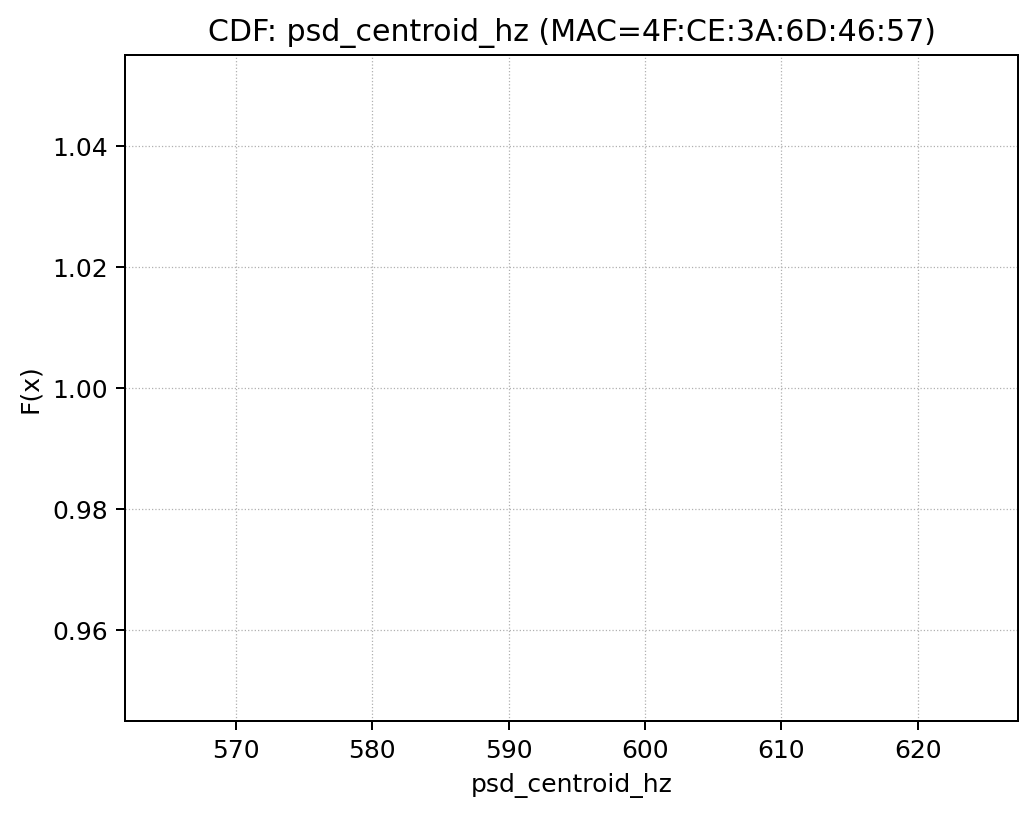 CDF: psd_centroid_hz (MAC=4F:CE:3A:6D:46:57)
1.04
1.02
1.00
0.98
0.96
F(x)
570 580 590 600 610 620
psd_centroid_hz